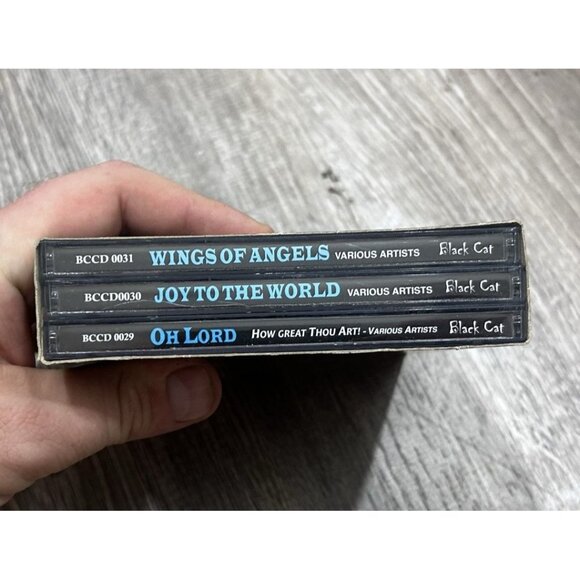 BCCD 0031 WINGS OF ANGELS VARIOUS ARTISTS Black Cat
BCCD0030 JOY TO THE WORLD VARIOUS ARTISTS Black Cat
BCCD 0029 OH LORD HOW GREAT THOU ART! - VARIOUS ARTISTS Black Cat